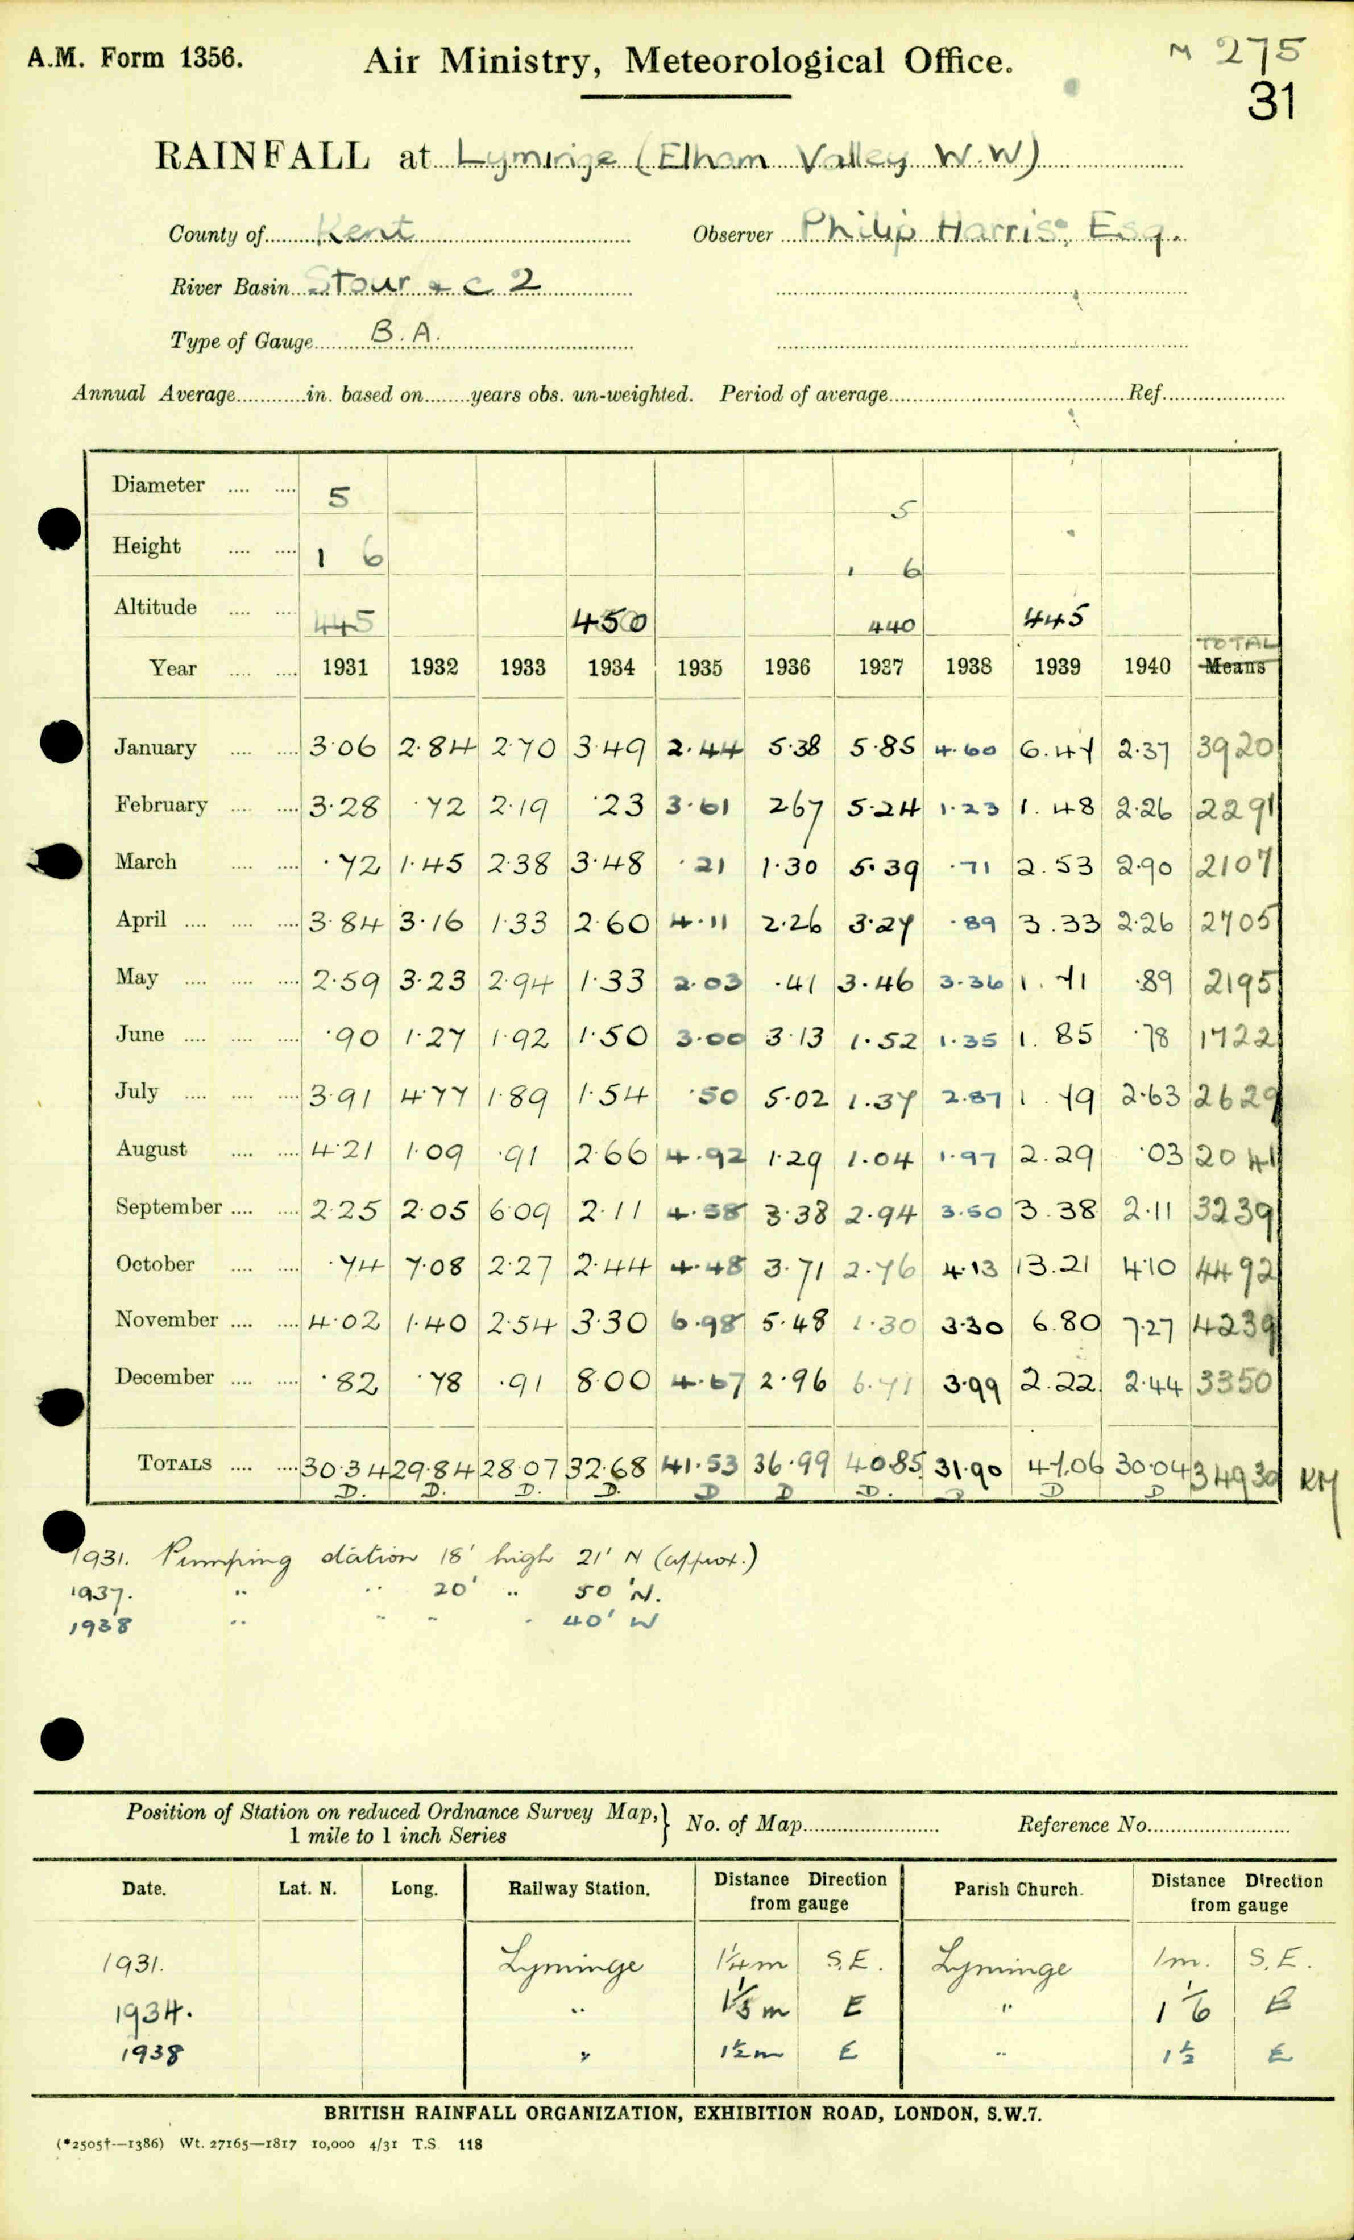 A.M. Form 1356.
Air Ministry, Meteorological Office.
M 275
31
RAINFALL at Lyminge (Elham Valley W.W)
County of Kent Observer Philip Harris, Esq.
River Basin Stour & c 2
Type of Gauge B.A.
Annual Average in. based on years obs. un-weighted. Period of average Ref.
Diameter 5 5
Height 1 6 1 6
Altitude 445 450 440 445
TOTAL
Year 1931 1932 1933 1934 1935 1936 1937 1938 1939 1940 Means
January 3·06 2·84 2·70 3·49 2·44 5·38 5·85 4·60 6·47 2·37 3920
February 3·28 ·72 2·19 ·23 3·61 267 5·24 1·23 1.48 2·26 2291
March ·72 1·45 2·38 3·48 ·21 1·30 5·39 ·71 2.53 2·90 2107
April 3·84 3·16 1·33 2·60 4·11 2·26 3·27 ·89 3.33 2·26 2705
May 2·59 3·23 2·94 1·33 2·03 ·41 3·46 3·36 1.71 ·89 2195
June ·90 1·27 1·92 1·50 3·00 3·13 1·52 1·35 1.85 ·78 1722
July 3·91 4·77 1·89 1·54 ·50 5·02 1·37 2·87 1.79 2·63 2629
August 4·21 1·09 ·91 2·66 4·92 1·29 1·04 1·97 2.29 ·03 2041
September 2·25 2·05 6·09 2·11 4·58 3·38 2·94 3·50 3.38 2·11 3239
October ·74 7·08 2·27 2·44 4·48 3·71 2·76 4·13 13.21 4·10 4492
November 4·02 1·40 2·54 3·30 6·98 5·48 1·30 3·30 6.80 7·27 4239
December ·82 ·78 ·91 8·00 4·67 2·96 6·71 3·99 2.22 2·44 3350
TOTALS 30·34 29·84 28·07 32·68 41·53 36·99 40·85 31·90 47.06 30·04 34930 KM
D. D. D. D. D D D. D D D
1931. Pumping station 18' high 21' N (approx.)
1937. " " 20' " 50'N.
1938 " " " " 40' W
Position of Station on reduced Ordnance Survey Map, } No. of Map Reference No.
1 mile to 1 inch Series
Date. Lat. N. Long. Railway Station. Distance Direction from gauge Parish Church. Distance Direction from gauge
1931. Lyminge 1¼m S.E. Lyminge 1m. S.E.
1934. " 1⅓m E " 1 1/6 E
1938 " 1½m E " 1½ E
BRITISH RAINFALL ORGANIZATION, EXHIBITION ROAD, LONDON, S.W.7.
(*2505†—1386) Wt. 27165—1817 10,000 4/31 T.S 118